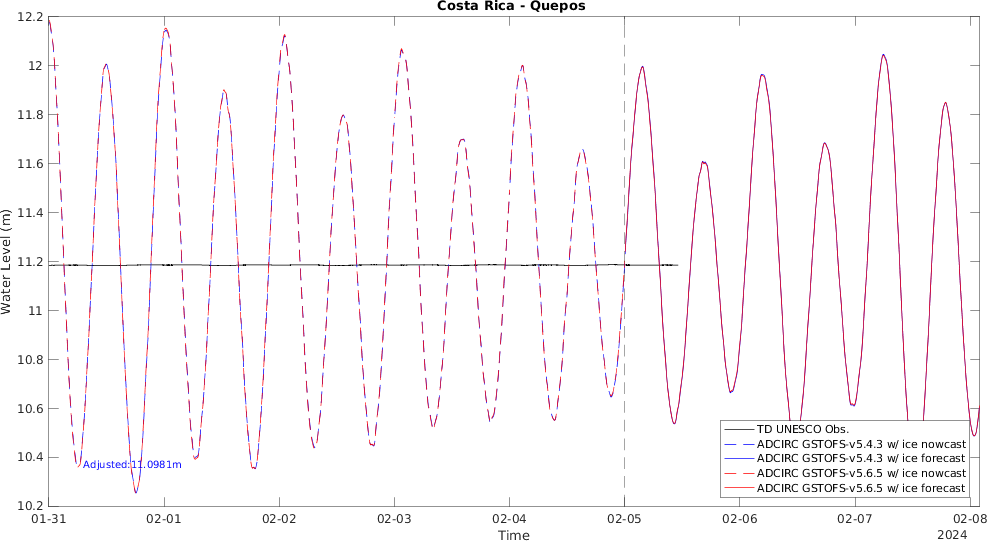 Costa Rica - Quepos
Water Level (m)
12.2
12
11.8
11.6
11.4
11.2
11
10.8
10.6
10.4
10.2
Adjusted:11.0981m
TD UNESCO Obs.
ADCIRC GSTOFS-v5.4.3 w/ ice nowcast
ADCIRC GSTOFS-v5.4.3 w/ ice forecast
ADCIRC GSTOFS-v5.6.5 w/ ice nowcast
ADCIRC GSTOFS-v5.6.5 w/ ice forecast
01-31 02-01 02-02 02-03 02-04 02-05 02-06 02-07 02-08
Time
2024